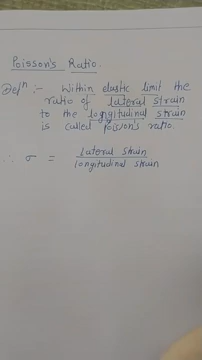 Poisson's Ratio.
Defn :- Within elastic limit the
ratio of lateral strain
to the longitudinal strain
is called poission's ratio.
∴ σ = Lateral strain / longitudinal strain